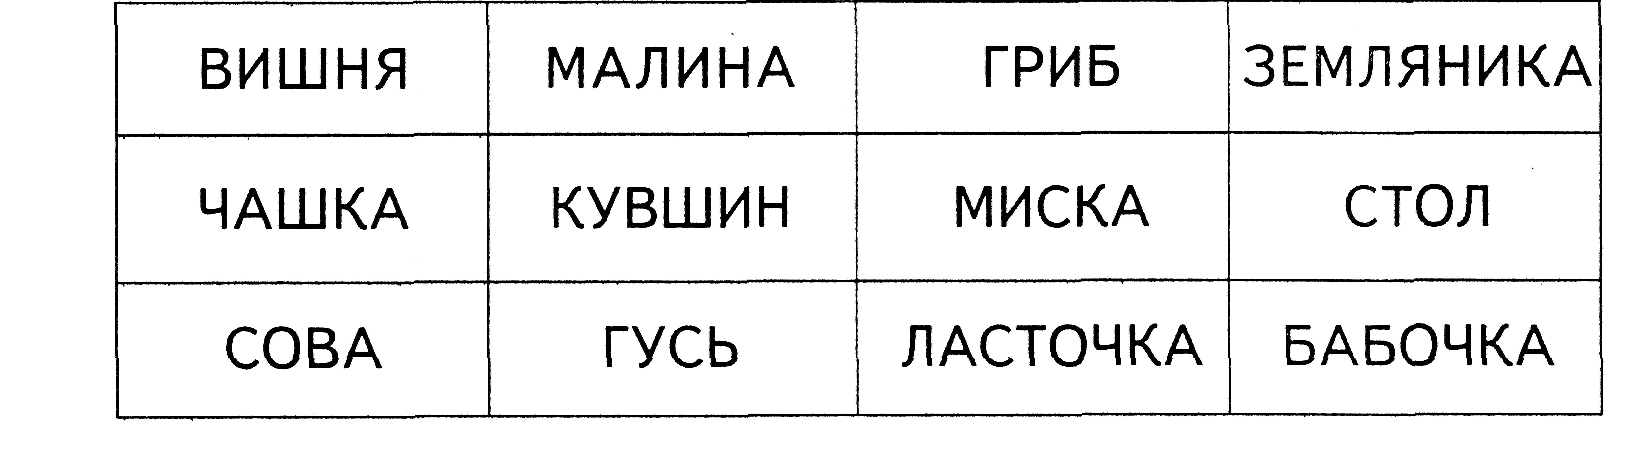 ВИШНЯ МАЛИНА ГРИБ ЗЕМЛЯНИКА
ЧАШКА КУВШИН МИСКА СТОЛ
СОВА ГУСЬ ЛАСТОЧКА БАБОЧКА